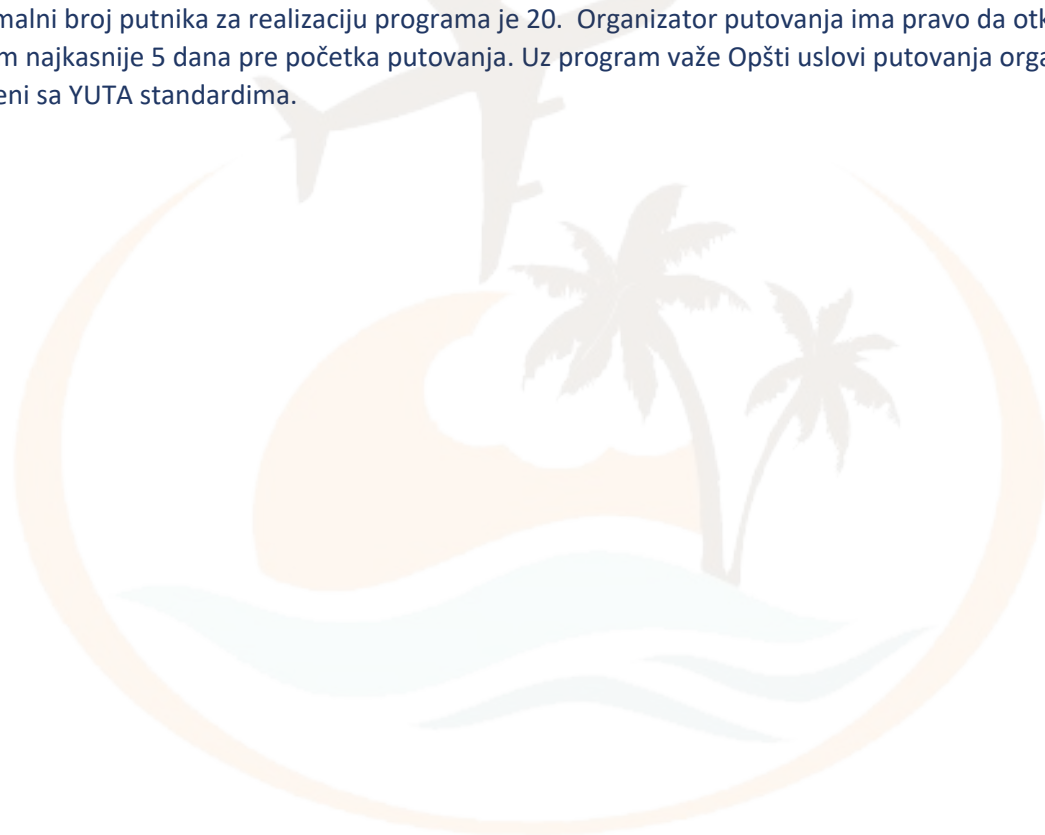 malni broj putnika za realizaciju programa je 20.  Organizator putovanja ima pravo da otk
m najkasnije 5 dana pre početka putovanja. Uz program važe Opšti uslovi putovanja orga
eni sa YUTA standardima.